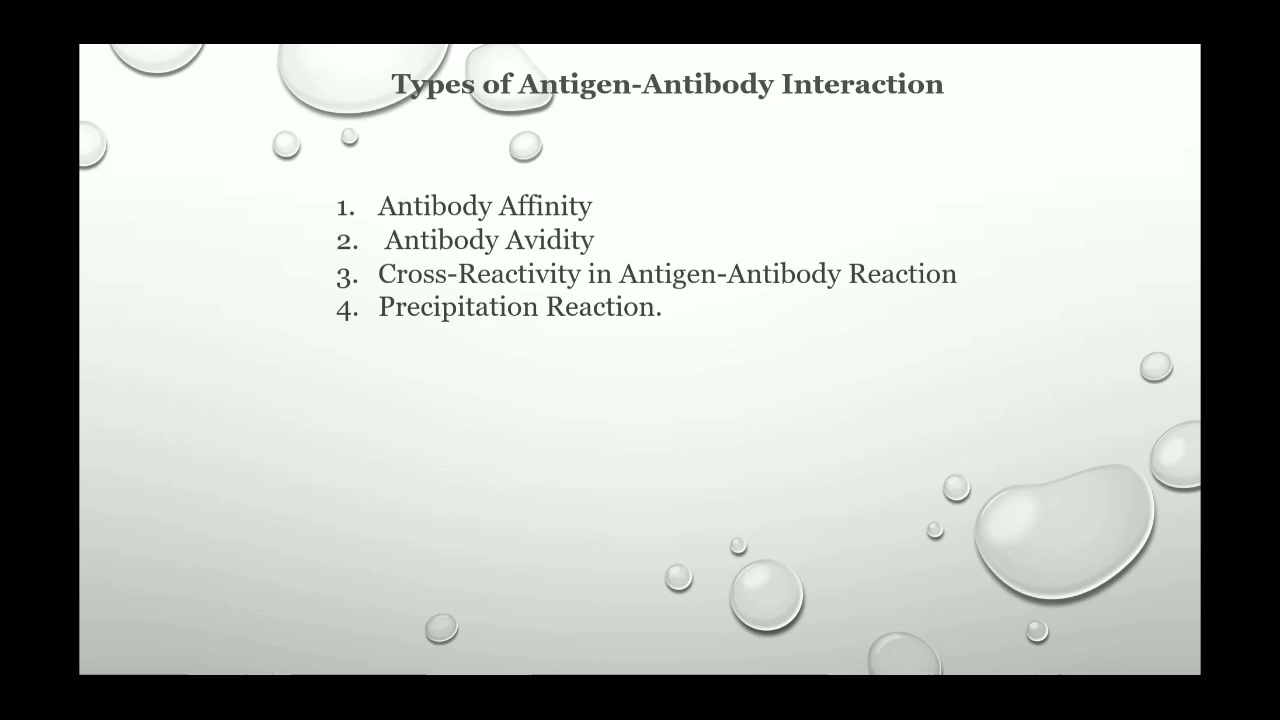 Types of Antigen-Antibody Interaction
1. Antibody Affinity
2. Antibody Avidity
3. Cross-Reactivity in Antigen-Antibody Reaction
4. Precipitation Reaction.